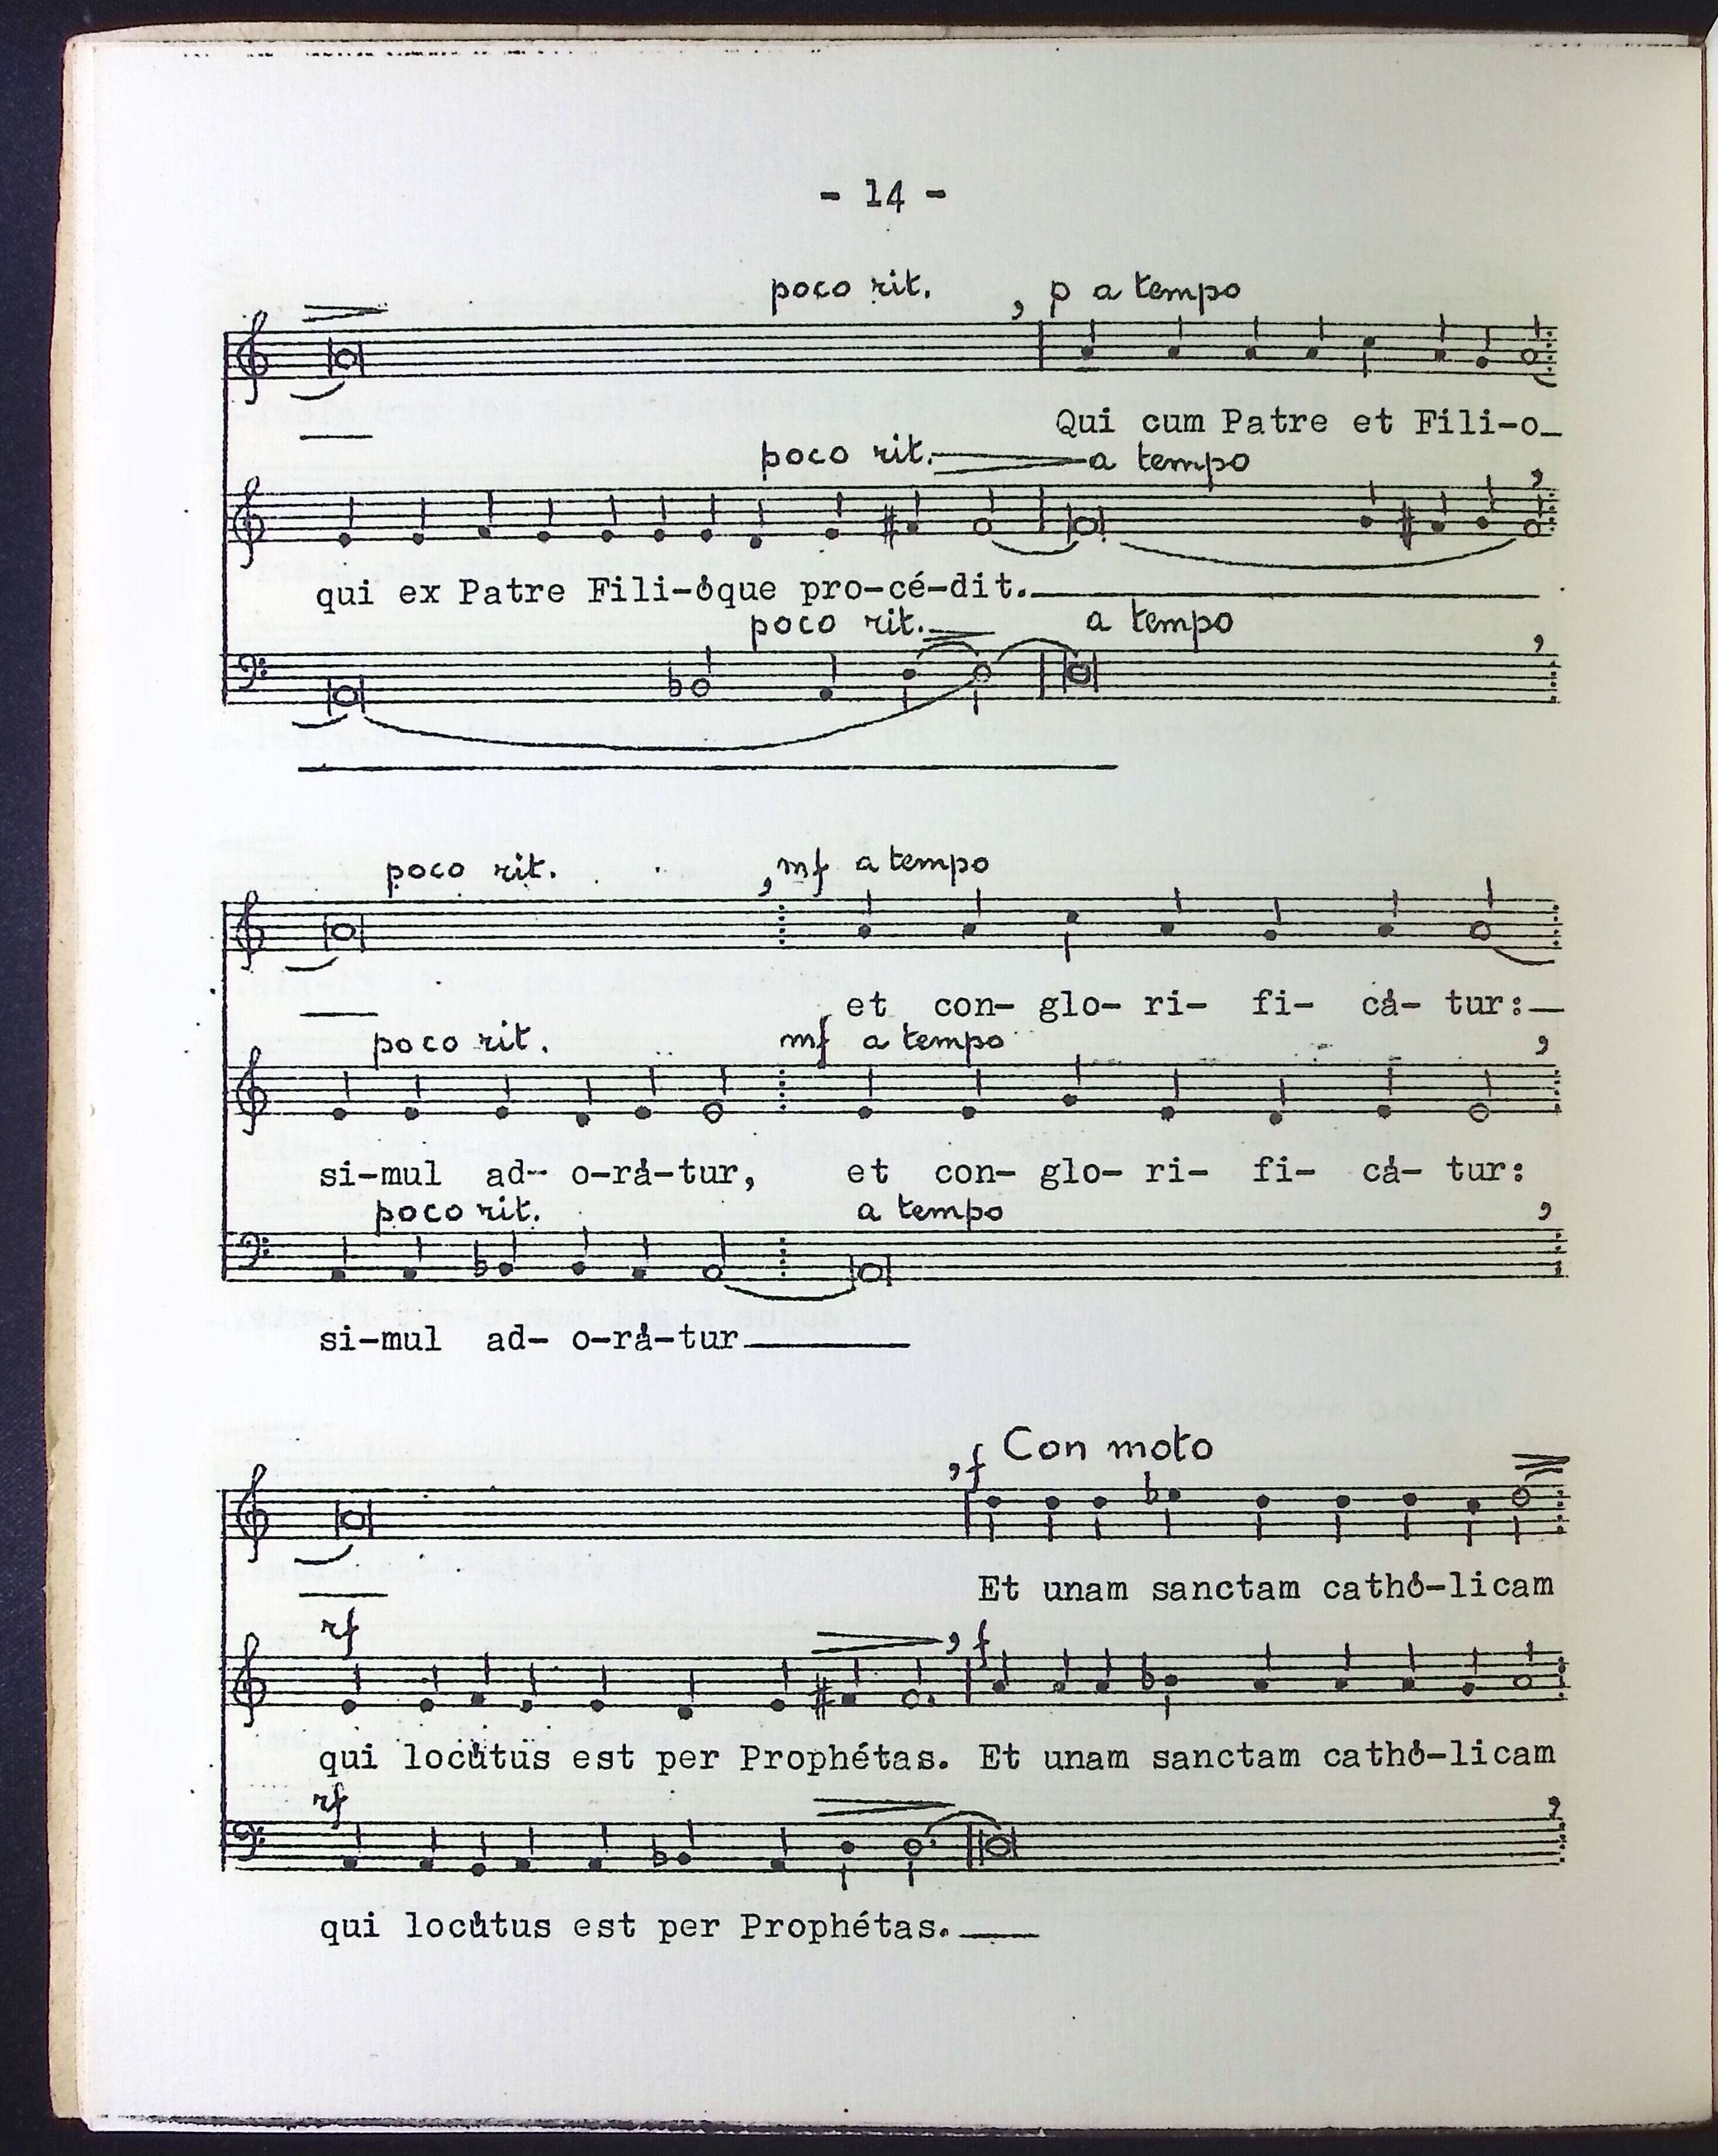 - 14 -
poco rit. , p a tempo
Qui cum Patre et Fili-o_
poco rit. a tempo
qui ex Patre Fili-óque pro-cé-dit.
poco rit. a tempo
poco rit. , mf a tempo
et con- glo- ri- fi- cá- tur:
poco rit. mf a tempo
si-mul ad- o-rá-tur, et con- glo- ri- fi- cá- tur:
poco rit. a tempo
si-mul ad- o-rá-tur
, f Con moto
Et unam sanctam cathó-licam
rf , f
qui locútus est per Prophétas. Et unam sanctam cathó-licam
rf
qui locútus est per Prophétas.